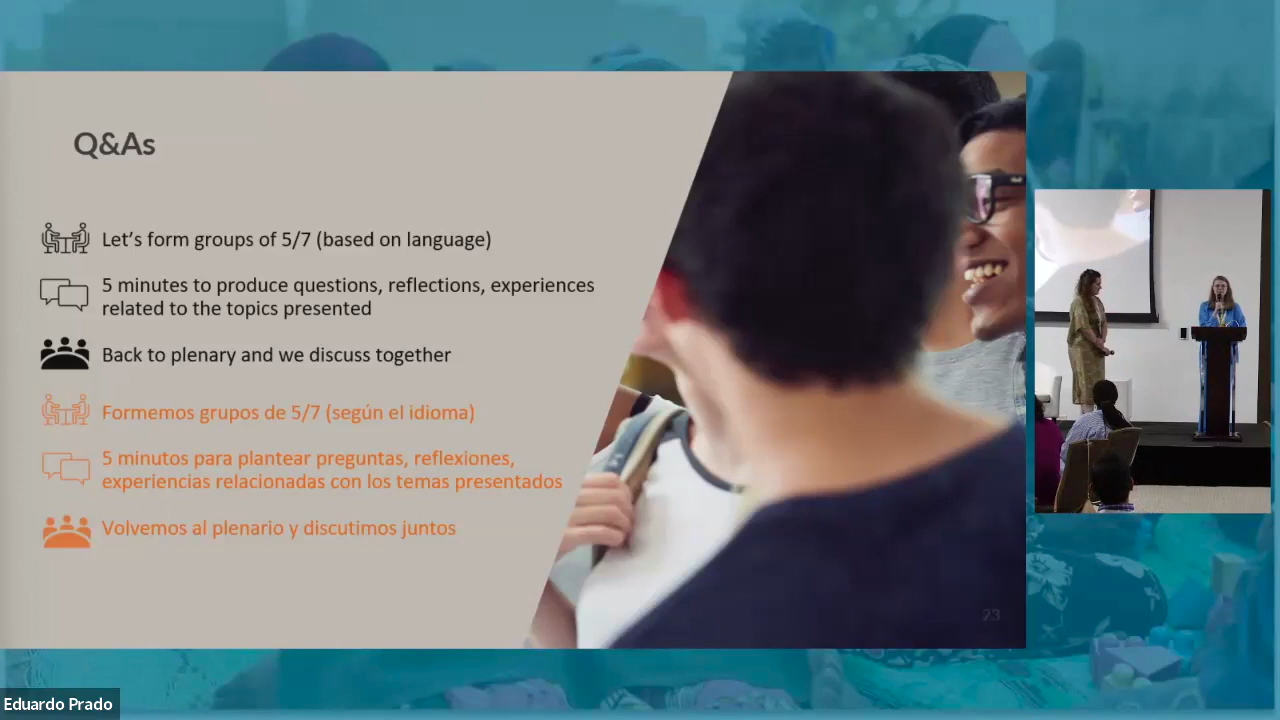 Q&As
Let's form groups of 5/7 (based on language)
5 minutes to produce questions, reflections, experiences
related to the topics presented
Back to plenary and we discuss together
Formemos grupos de 5/7 (según el idioma)
5 minutos para plantear preguntas, reflexiones,
experiencias relacionadas con los temas presentados
Volvemos al plenario y discutimos juntos
23
Eduardo Prado